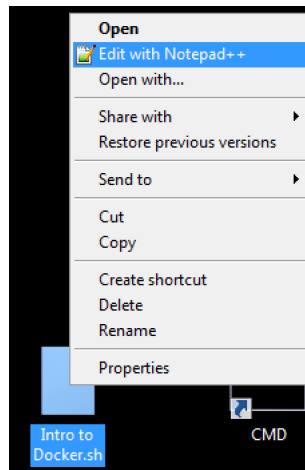 Open
Edit with Notepad++
Open with...
Share with
Restore previous versions
Send to
Cut
Copy
Create shortcut
Delete
Rename
Properties
Intro to
Docker.sh
CMD